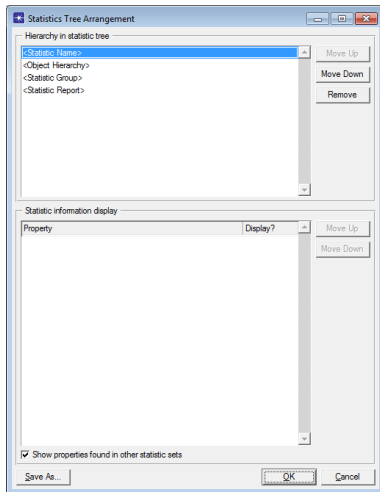 Statistics Tree Arrangement
Hierarchy in statistic tree
<Statistic Name>
<Object Hierarchy>
<Statistic Group>
<Statistic Report>
Move Up
Move Down
Remove
Statistic information display
Property Display?
Move Up
Move Down
Show properties found in other statistic sets
Save As... OK Cancel